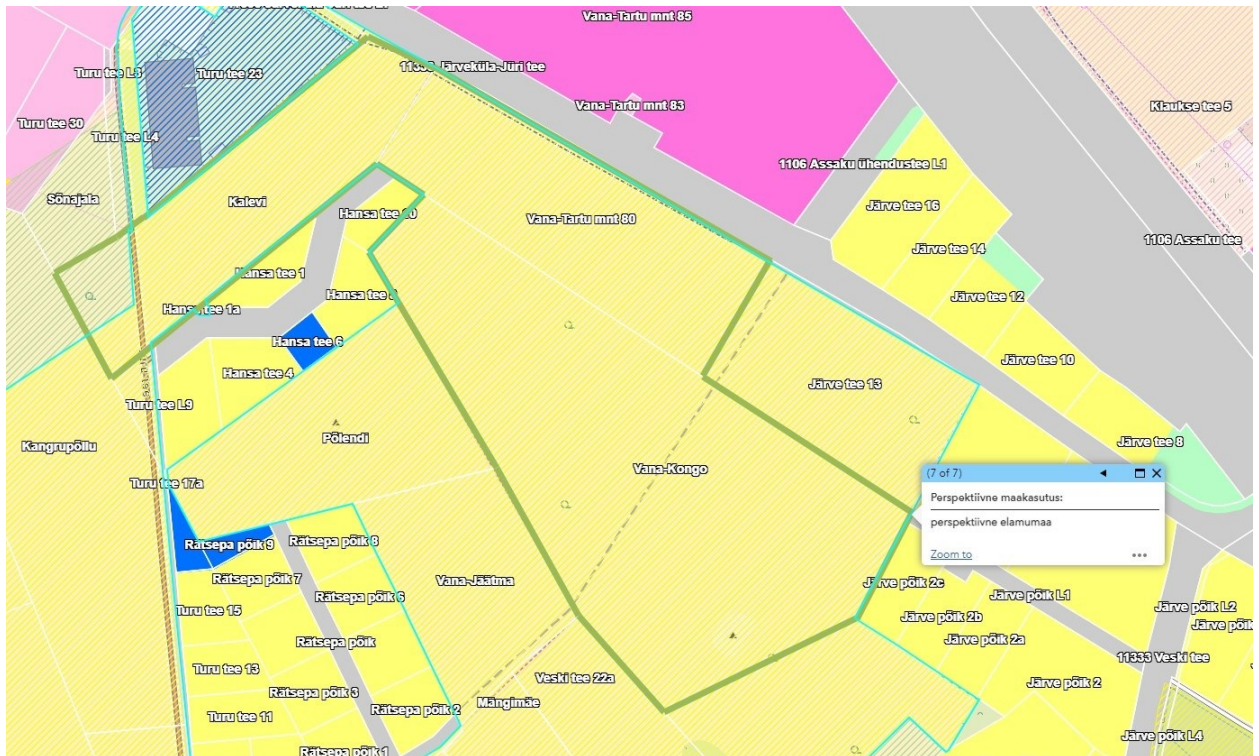 Vana-Tartu mnt 85
Turu tee L3
Turu tee 23
11330 Järveküla-Jüri tee
Turu tee 30
Turu tee L4
Vana-Tartu mnt 83
Klaukse tee 5
1106 Assaku ühendustee L1
Sõnajala
Kalevi
Hansa tee 10
Vana-Tartu mnt 80
Järve tee 16
Järve tee 14
1106 Assaku tee
Hansa tee 1
Hansa tee 8
Järve tee 12
Hansa tee 1a
Hansa tee 6
Järve tee 10
Hansa tee 4
Järve tee 13
Turu tee L9
Põlendi
Järve tee 8
Kangrupõllu
Vana-Kongo
(7 of 7)
Turu tee 17a
Perspektiivne maakasutus:
perspektiivne elamumaa
Zoom to
Rätsepa põik 9
Rätsepa põik 8
Rätsepa põik 7
Vana-Jäätma
Järve põik 2c
Rätsepa põik 6
Järve põik L1
Turu tee 15
Järve põik 2b
Järve põik L2
Järve põik
Rätsepa põik
Järve põik 2a
11333 Veski tee
Turu tee 13
Veski tee 22a
Järve põik 2
Rätsepa põik 3
Mängimäe
Rätsepa põik 2
Turu tee 11
Järve põik L4
Rätsepa põik 1